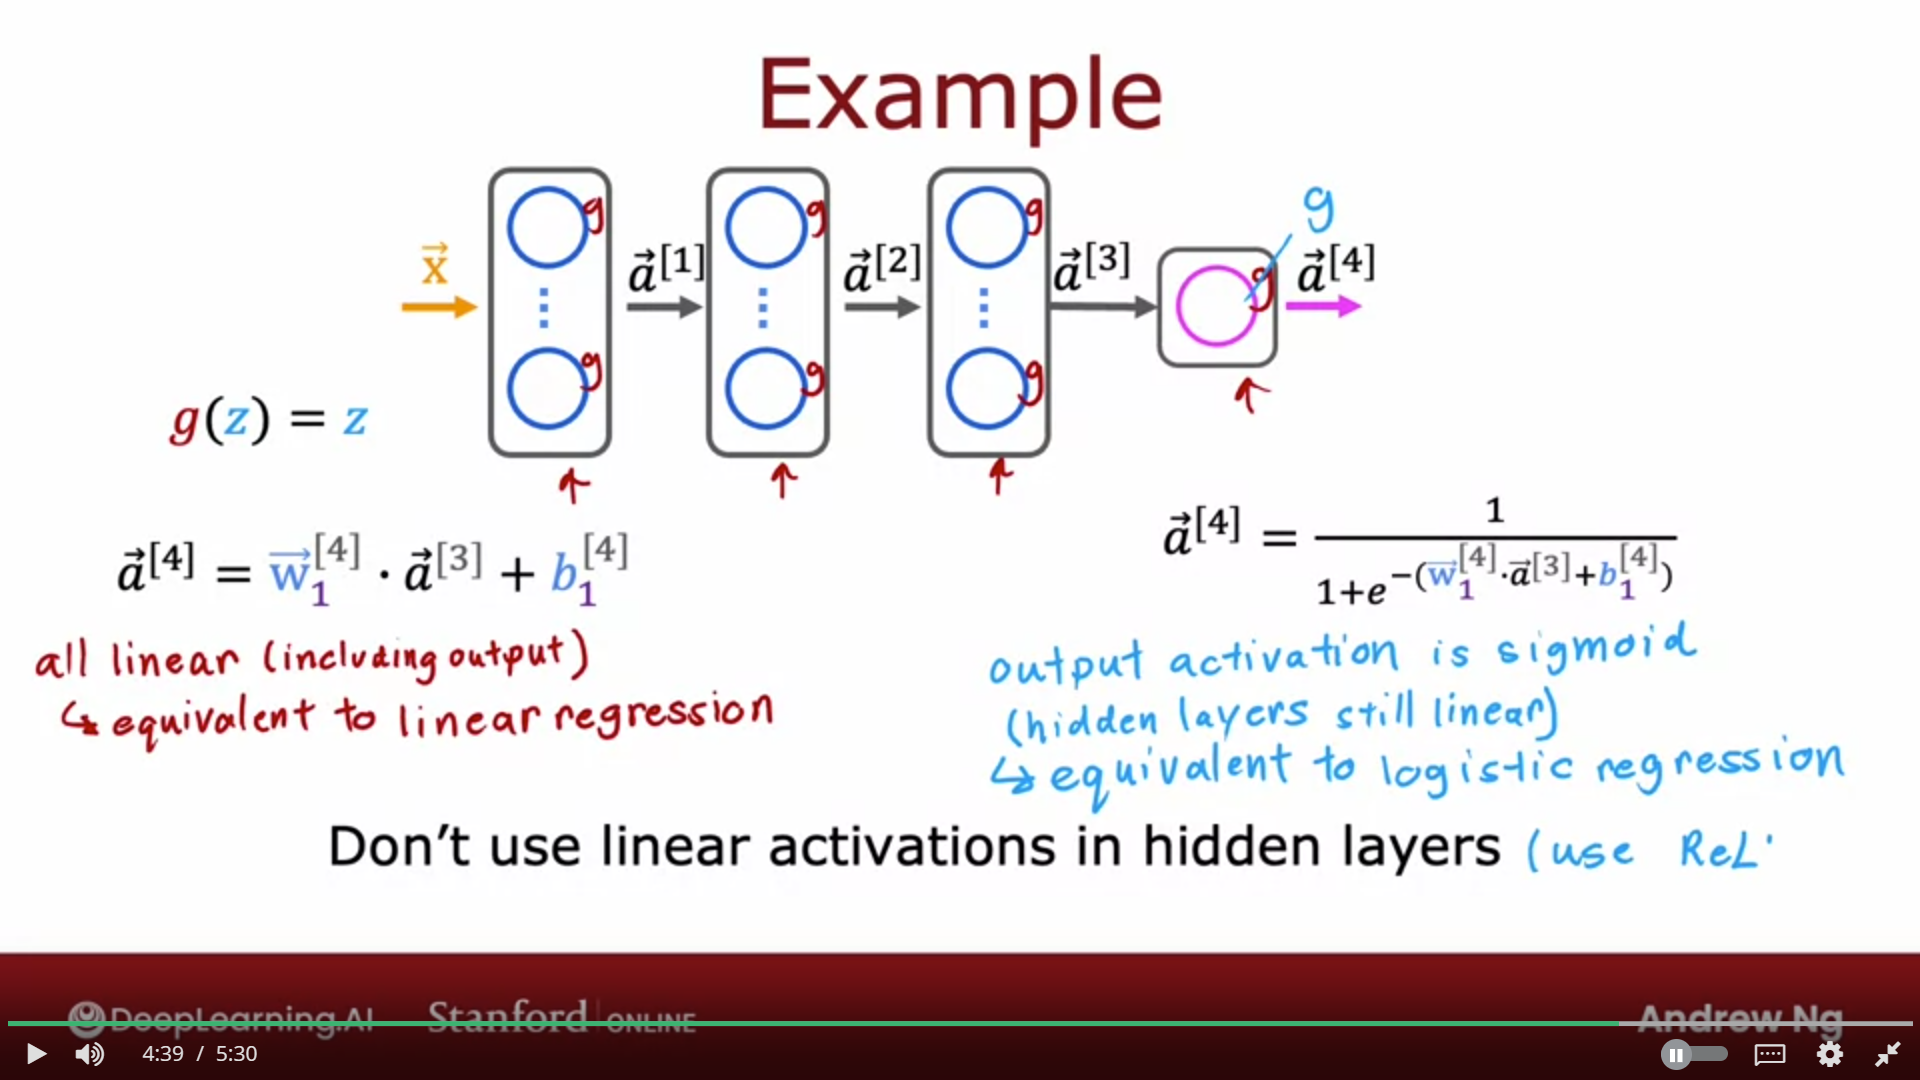 Example
g g g g
x⃗ a⃗[1] a⃗[2] a⃗[3] g a⃗[4]
g g g
g(z) = z
a⃗[4] = w⃗₁[4] · a⃗[3] + b₁[4]
all linear (including output)
↳ equivalent to linear regression
a⃗[4] = 1 / 1+e^−(w⃗₁[4]·a⃗[3]+b₁[4])
output activation is sigmoid
(hidden layers still linear)
↳ equivalent to logistic regression
Don't use linear activations in hidden layers (use ReL
DeepLearning.AI Stanford | ONLINE Andrew Ng
4:39 / 5:30